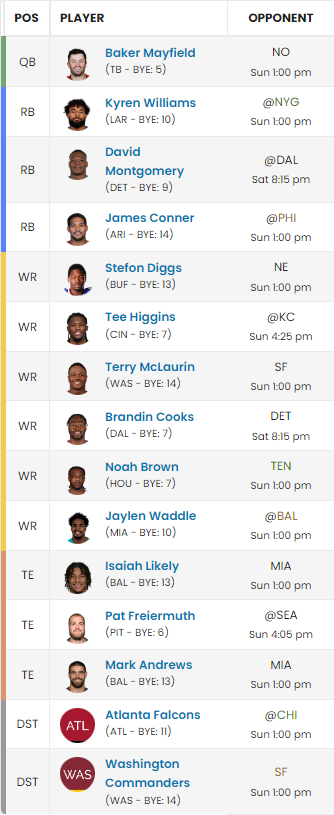 POS PLAYER OPPONENT
QB Baker Mayfield NO
(TB - BYE: 5) Sun 1:00 pm
RB Kyren Williams @NYG
(LAR - BYE: 10) Sun 1:00 pm
RB David
Montgomery @DAL
(DET - BYE: 9) Sat 8:15 pm
RB James Conner @PHI
(ARI - BYE: 14) Sun 1:00 pm
WR Stefon Diggs NE
(BUF - BYE: 13) Sun 1:00 pm
WR Tee Higgins @KC
(CIN - BYE: 7) Sun 4:25 pm
WR Terry McLaurin SF
(WAS - BYE: 14) Sun 1:00 pm
WR Brandin Cooks DET
(DAL - BYE: 7) Sat 8:15 pm
WR Noah Brown TEN
(HOU - BYE: 7) Sun 1:00 pm
WR Jaylen Waddle @BAL
(MIA - BYE: 10) Sun 1:00 pm
TE Isaiah Likely MIA
(BAL - BYE: 13) Sun 1:00 pm
TE Pat Freiermuth @SEA
(PIT - BYE: 6) Sun 4:05 pm
TE Mark Andrews MIA
(BAL - BYE: 13) Sun 1:00 pm
DST ATL Atlanta Falcons @CHI
(ATL - BYE: 11) Sun 1:00 pm
DST WAS Washington
Commanders SF
(WAS - BYE: 14) Sun 1:00 pm